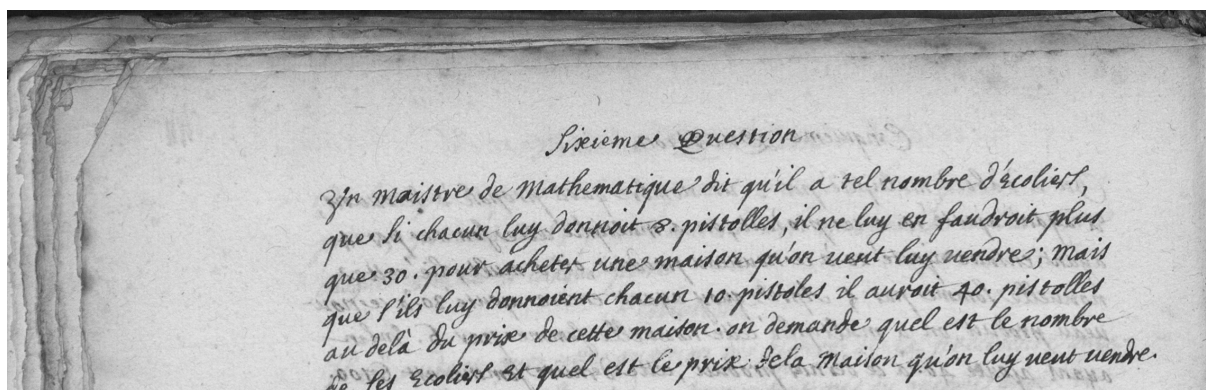 Sixieme Question
Un maistre de Mathematique dit qu'il a tel nombre d'Ecoliers,
que si chacun luy donnoit 8. pistolles, il ne luy en faudroit plus
que 30. pour acheter une maison qu'on veut luy vendre; mais
que s'ils luy donnoient chacun 10. pistoles il auroit 40. pistolles
au delà du prix de cette maison. on demande quel est le nombre
de ses Ecoliers et quel est le prix dela maison qu'on luy veut vendre.